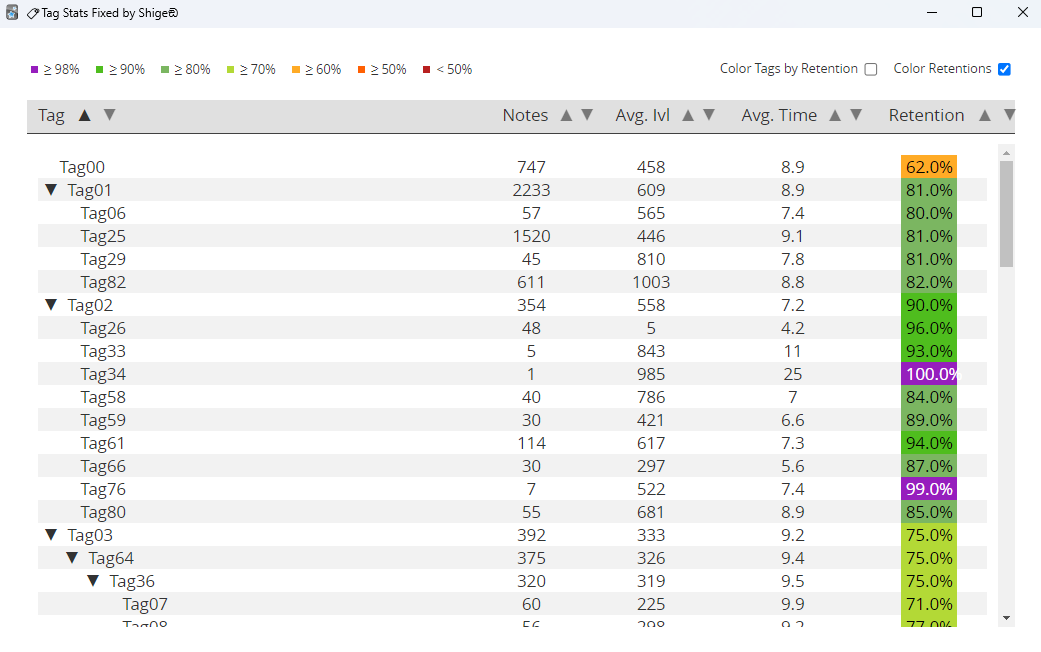 Tag Stats Fixed by Shige
≥ 98% ≥ 90% ≥ 80% ≥ 70% ≥ 60% ≥ 50% < 50% Color Tags by Retention Color Retentions
Tag ▲ ▼ Notes ▲ ▼ Avg. Ivl ▲ ▼ Avg. Time ▲ ▼ Retention ▲ ▼
Tag00 747 458 8.9 62.0%
▼ Tag01 2233 609 8.9 81.0%
Tag06 57 565 7.4 80.0%
Tag25 1520 446 9.1 81.0%
Tag29 45 810 7.8 81.0%
Tag82 611 1003 8.8 82.0%
▼ Tag02 354 558 7.2 90.0%
Tag26 48 5 4.2 96.0%
Tag33 5 843 11 93.0%
Tag34 1 985 25 100.0%
Tag58 40 786 7 84.0%
Tag59 30 421 6.6 89.0%
Tag61 114 617 7.3 94.0%
Tag66 30 297 5.6 87.0%
Tag76 7 522 7.4 99.0%
Tag80 55 681 8.9 85.0%
▼ Tag03 392 333 9.2 75.0%
▼ Tag64 375 326 9.4 75.0%
▼ Tag36 320 319 9.5 75.0%
Tag07 60 225 9.9 71.0%